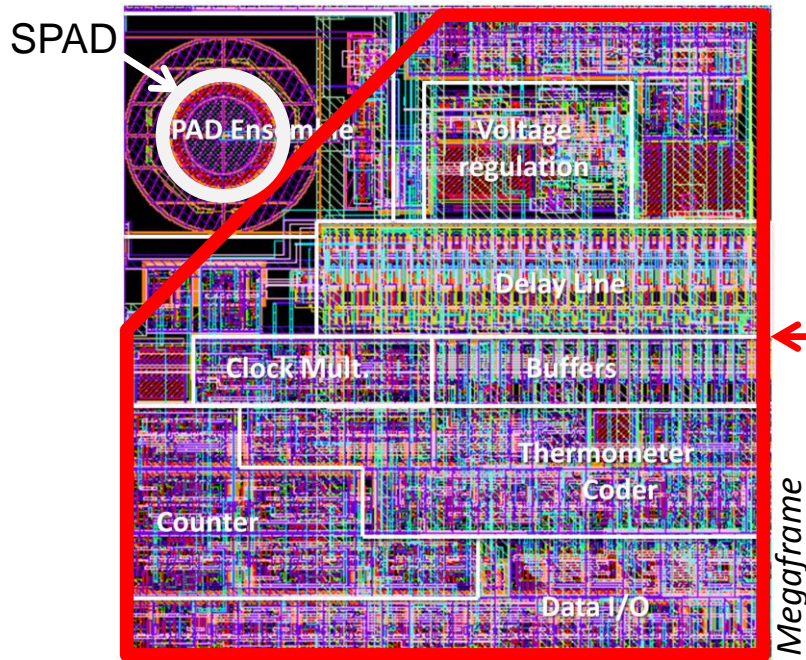 SPAD
PAD Ensemble
Voltage
regulation
Delay Line
Clock Mult.
Buffers
Thermometer
Coder
Counter
Data I/O
Megaframe